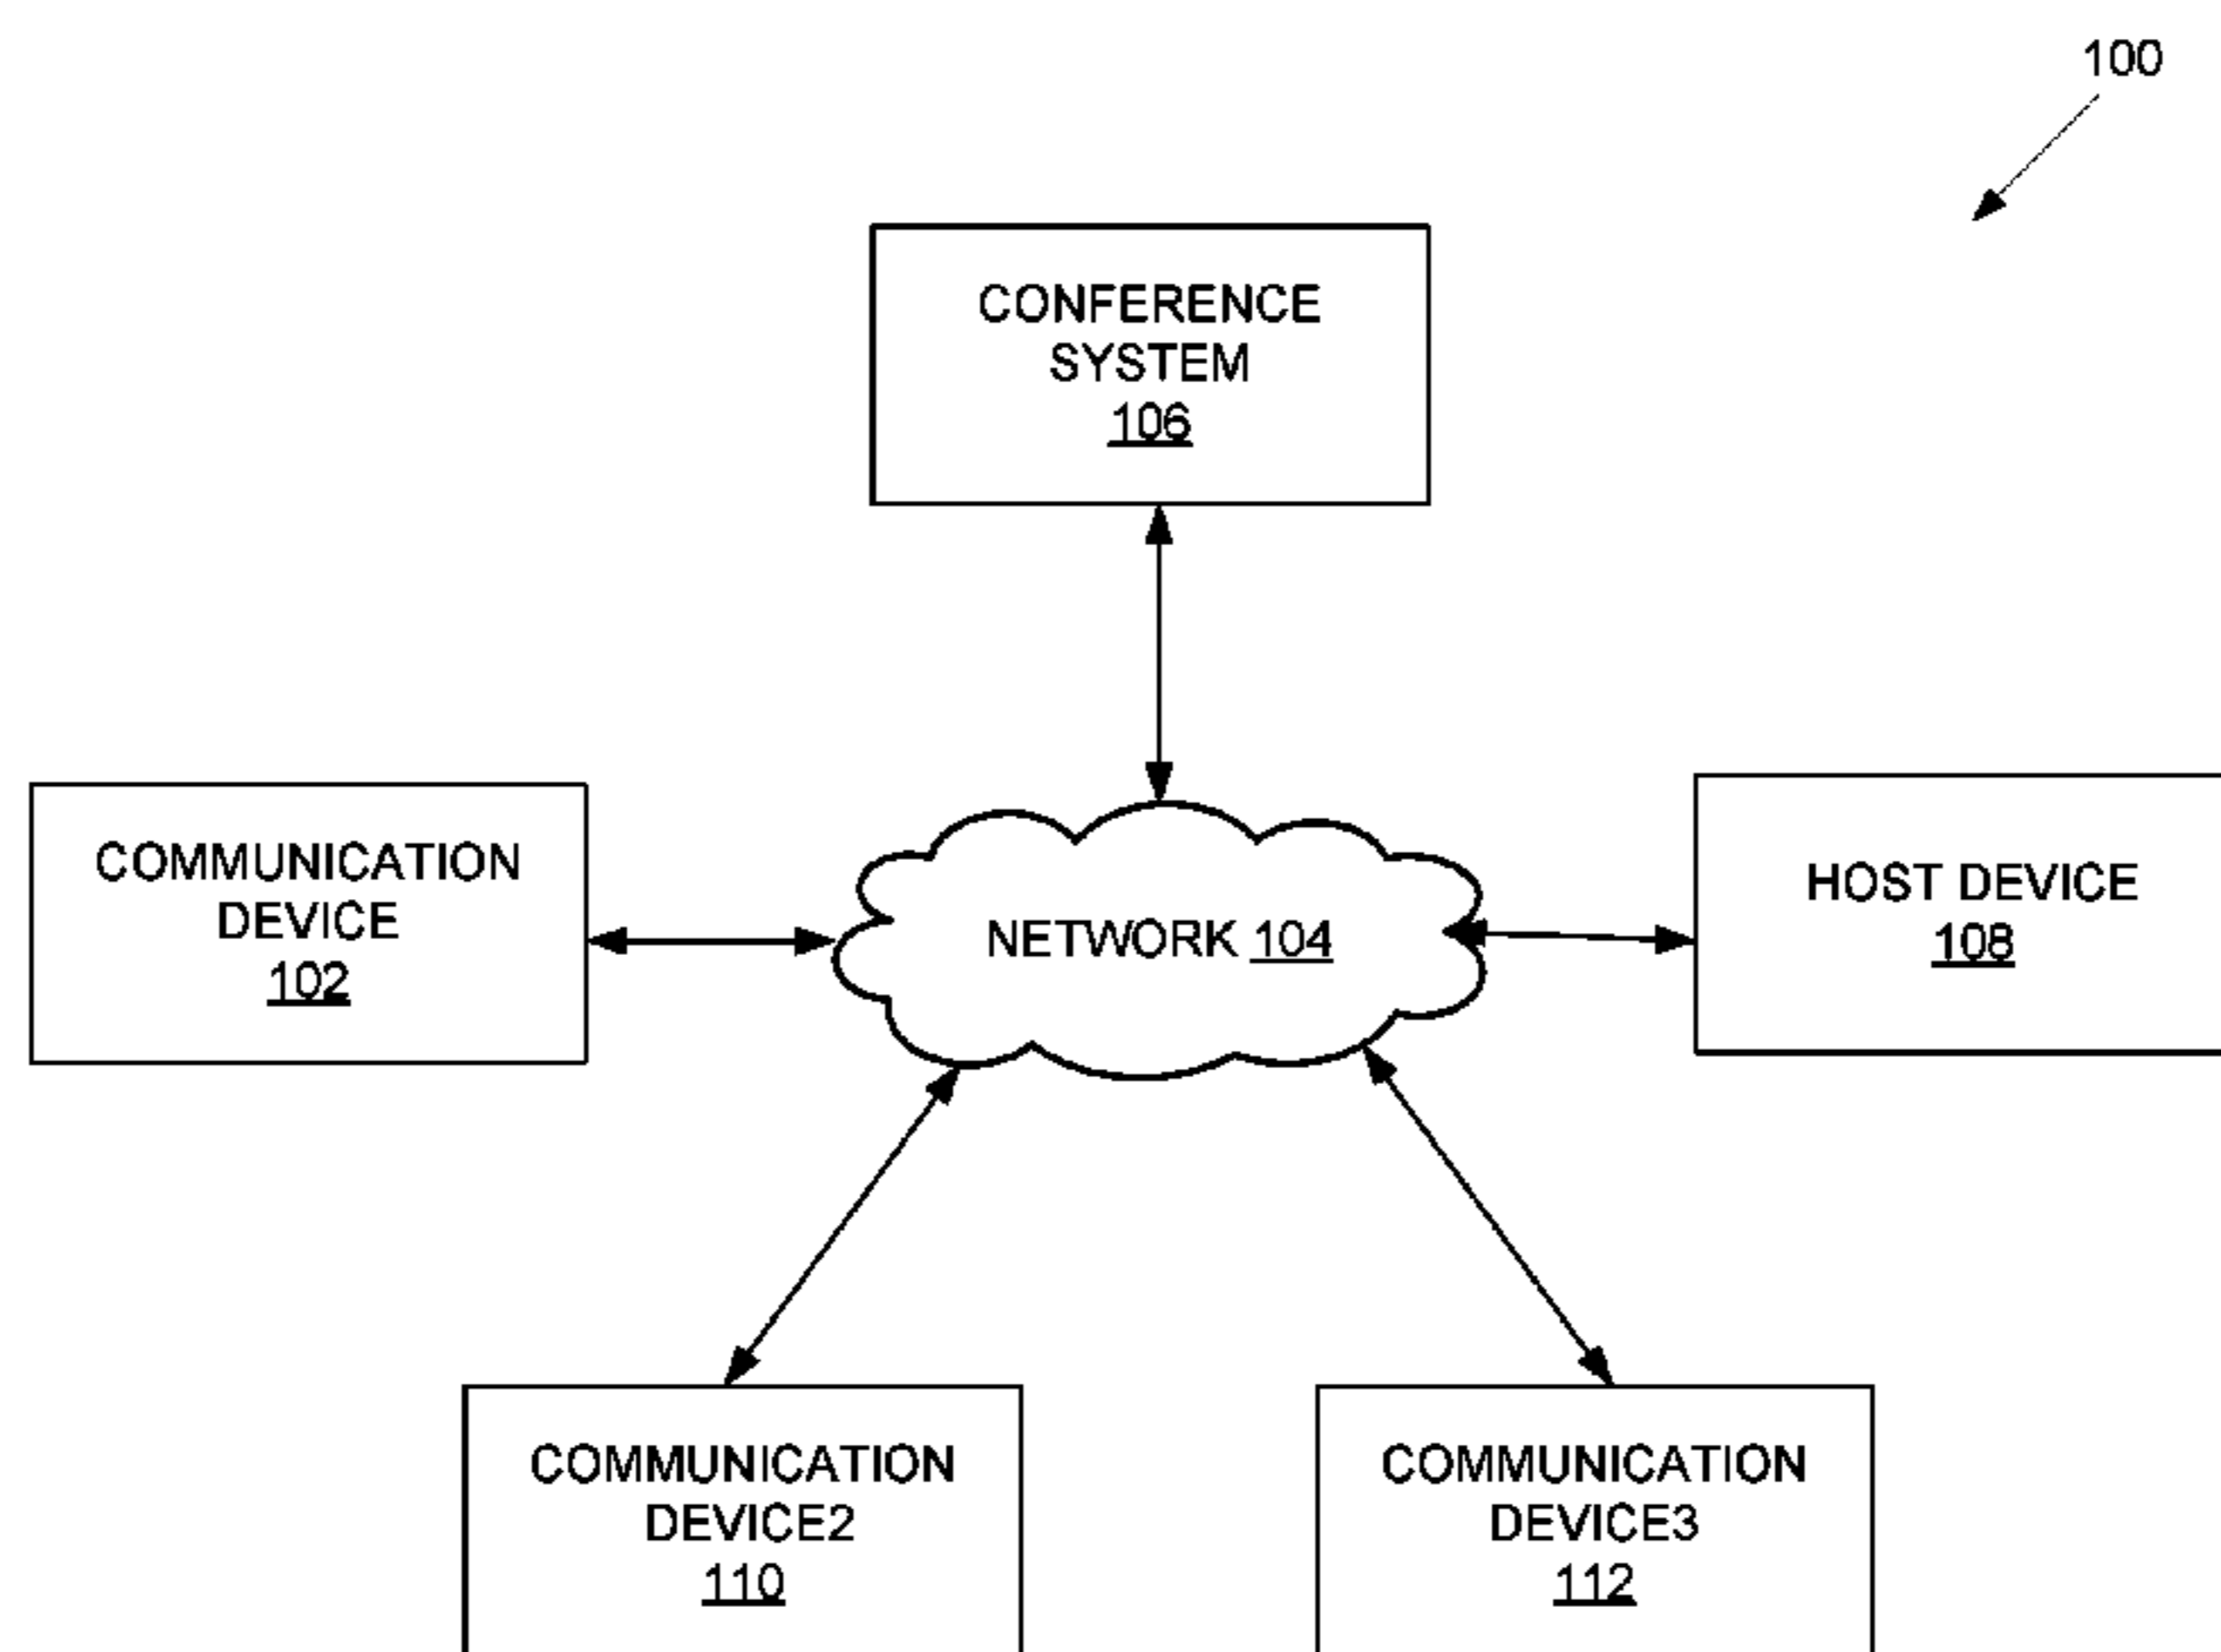 100
CONFERENCE
SYSTEM
106
COMMUNICATION
DEVICE
102
NETWORK 104
HOST DEVICE
108
COMMUNICATION
DEVICE2
110
COMMUNICATION
DEVICE3
112